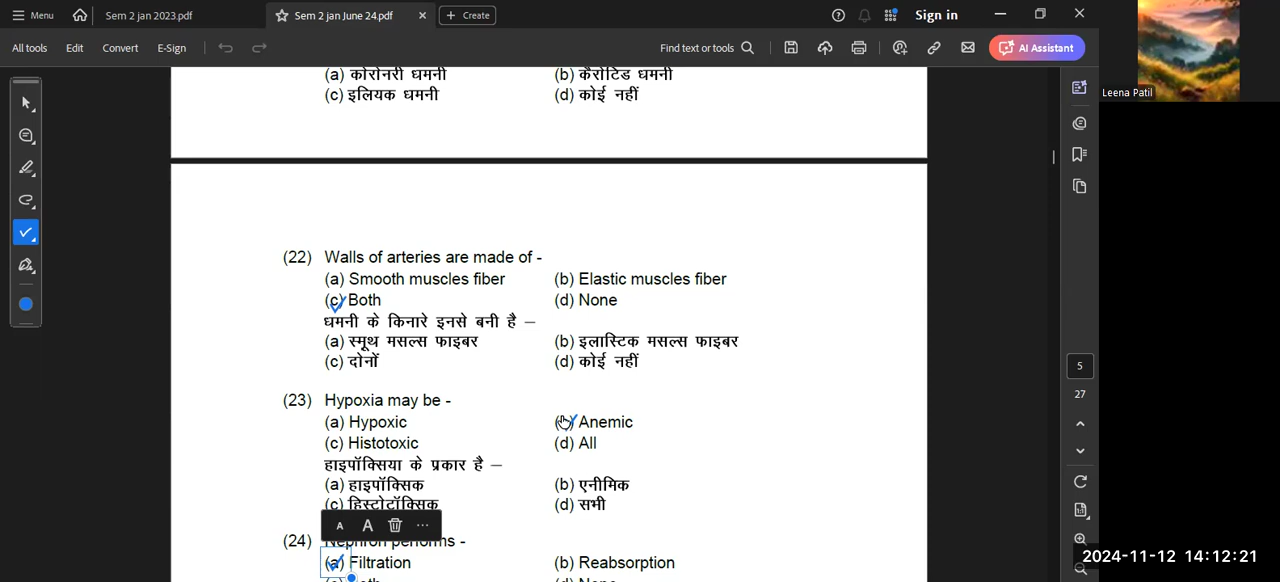 Menu
Sem 2 jan 2023.pdf
Sem 2 jan June 24.pdf
Create
Sign in
All tools
Edit
Convert
E-Sign
Find text or tools
AI Assistant
Leena Patil
(a) कोरोनरी धमनी
(b) कैरोटिड धमनी
(c) इलियक धमनी
(d) कोई नहीं
(22) Walls of arteries are made of -
(a) Smooth muscles fiber
(b) Elastic muscles fiber
(c) Both
(d) None
धमनी के किनारे इनसे बनी है –
(a) स्मूथ मसल्स फाइबर
(b) इलास्टिक मसल्स फाइबर
(c) दोनों
(d) कोई नहीं
(23) Hypoxia may be -
(a) Hypoxic
Anemic
(c) Histotoxic
(d) All
हाइपॉक्सिया के प्रकार है –
(a) हाइपॉक्सिक
(b) एनीमिक
(c) हिस्टोटॉक्सिक
(d) सभी
A A ...
(24) Nephron performs -
(a) Filtration
(b) Reabsorption
5
27
2024-11-12 14:12:21